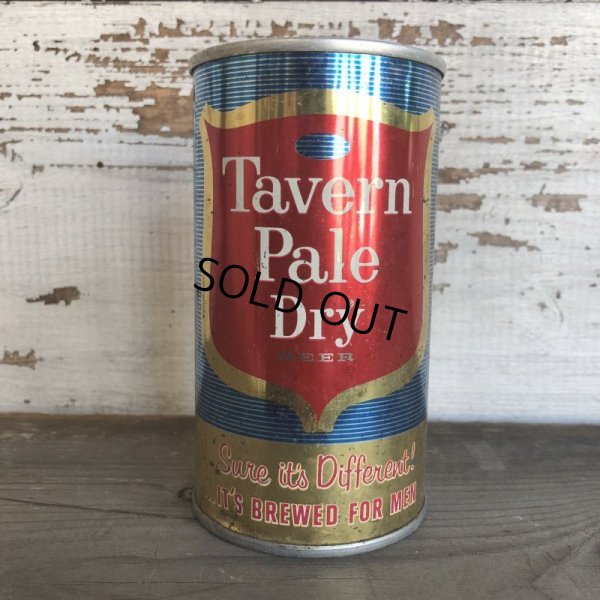 Tavern
Pale
SOLD OUT
Dry
BEER
Sure it's Different!
...IT'S BREWED FOR MEN